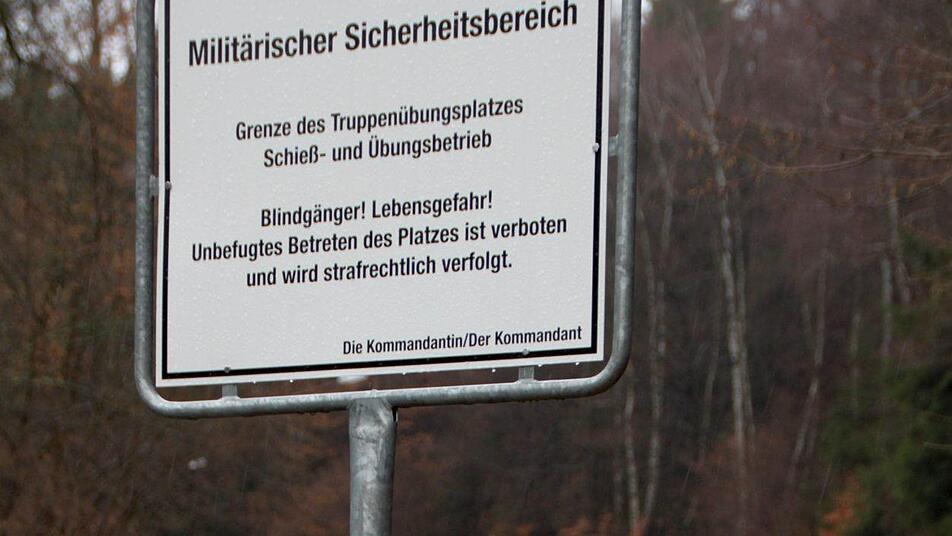 Militärischer Sicherheitsbereich
Grenze des Truppenübungsplatzes
Schieß- und Übungsbetrieb
Blindgänger! Lebensgefahr!
Unbefugtes Betreten des Platzes ist verboten
und wird strafrechtlich verfolgt.
Die Kommandantin/Der Kommandant